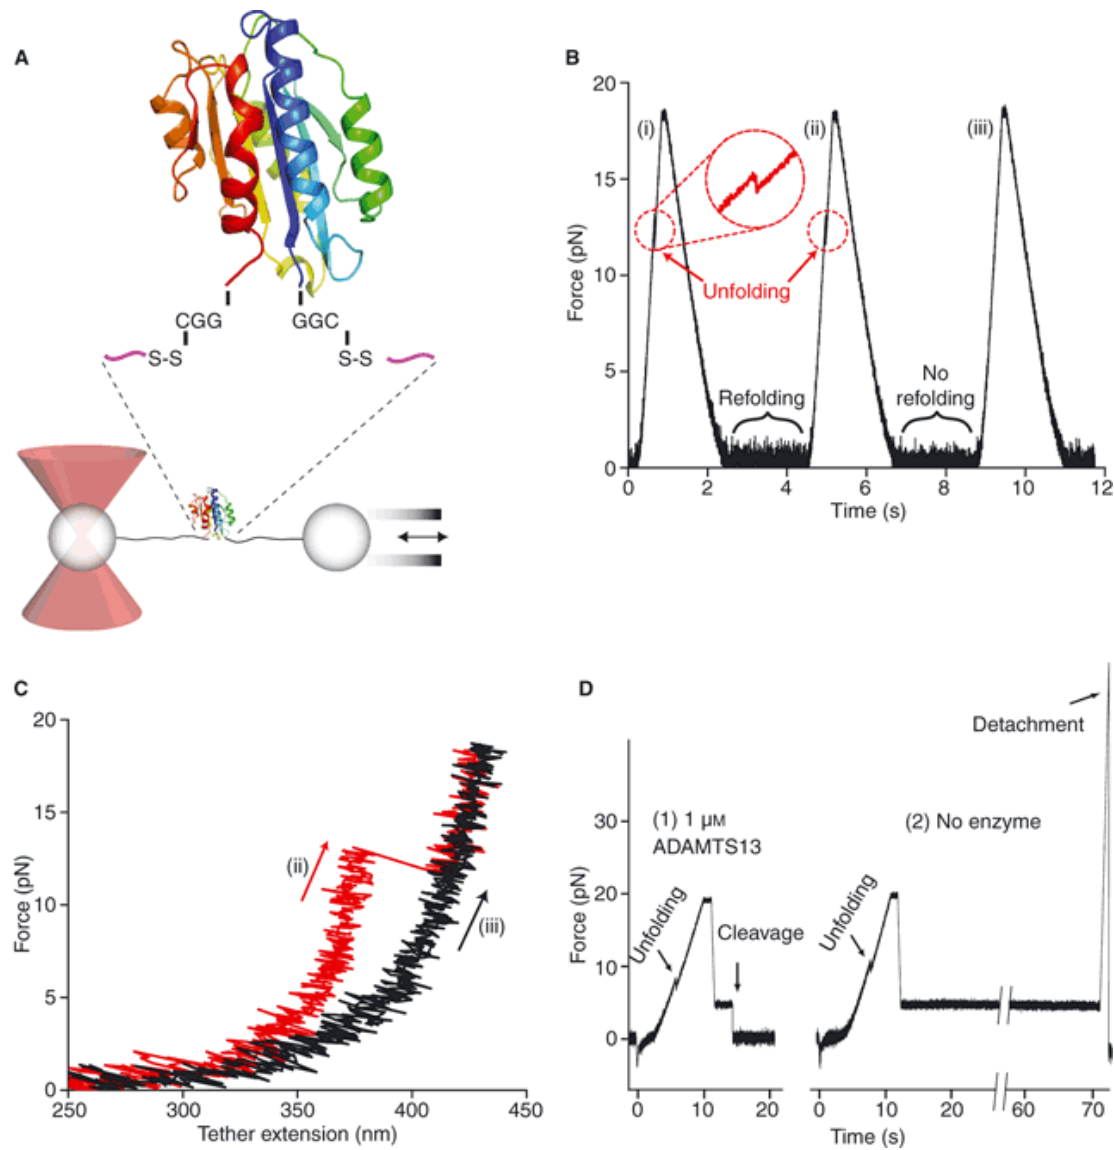 A
CGG
GGC
S-S
S-S
B
20
15
10
5
0
Force (pN)
(i)
(ii)
(iii)
Unfolding
Refolding
No
refolding
0
2
4
6
8
10
12
Time (s)
C
20
15
10
5
0
Force (pN)
(ii)
(iii)
250
300
350
400
450
Tether extension (nm)
D
Detachment
30
20
10
0
Force (pN)
(1) 1 μM
ADAMTS13
(2) No enzyme
Unfolding
Cleavage
Unfolding
0
10
20
0
10
60
70
Time (s)